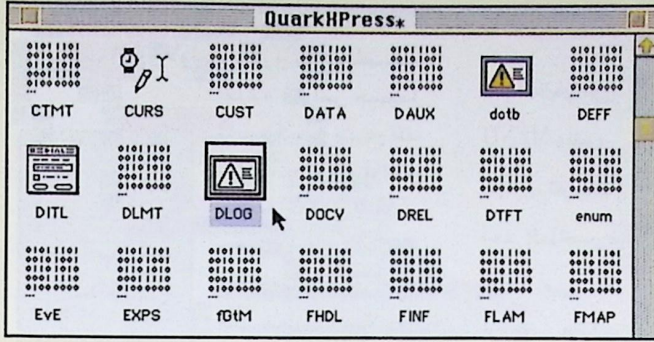 QuarkXPress*
CTMT CURS CUST DATA DAUX dctb DEFF
DITL DLMT DLOG DOCV DREL DTFT enum
EvE EXPS fGtM FHDL FINF FLAM FMAP